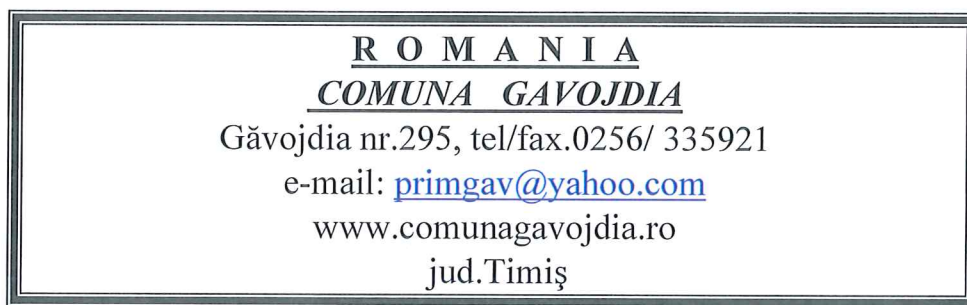 R O M A N I A
COMUNA GAVOJDIA
Găvojdia nr.295, tel/fax.0256/ 335921
e-mail: primgav@yahoo.com
www.comunagavojdia.ro
jud.Timiş